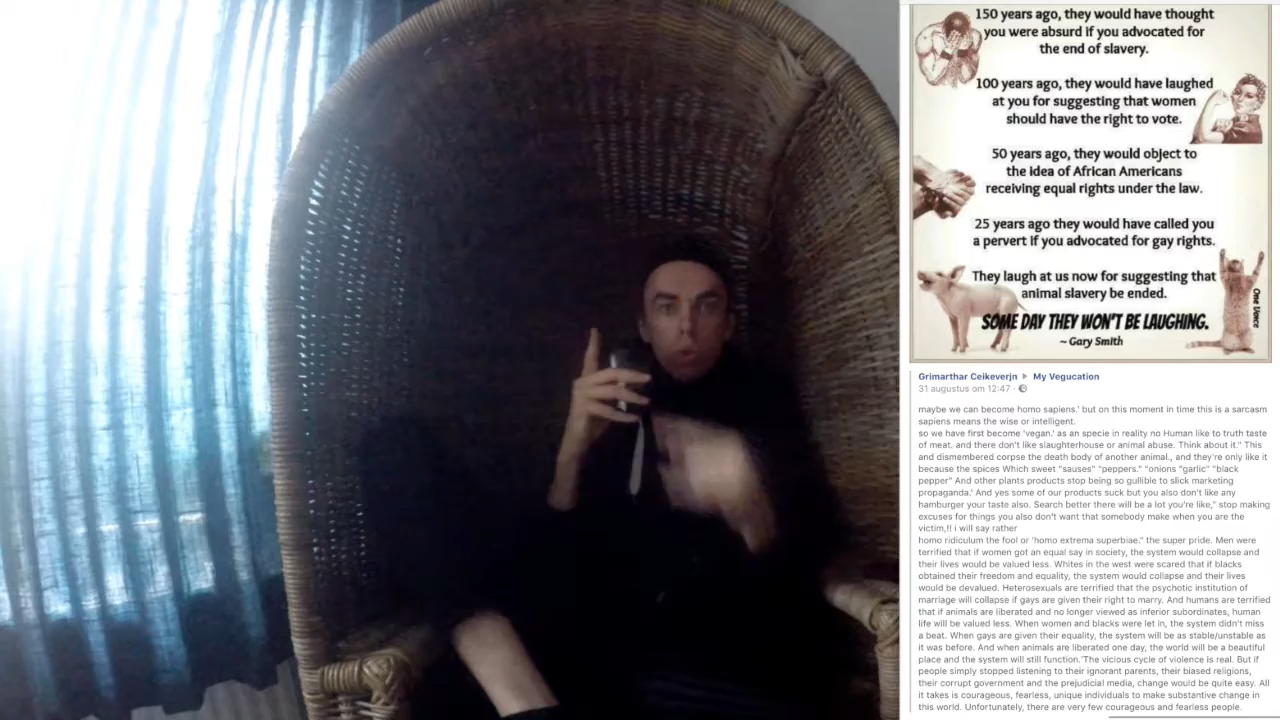 150 years ago, they would have thought
you were absurd if you advocated for
the end of slavery.
100 years ago, they would have laughed
at you for suggesting that women
should have the right to vote.
50 years ago, they would object to
the idea of African Americans
receiving equal rights under the law.
25 years ago they would have called you
a pervert if you advocated for gay rights.
They laugh at us now for suggesting that
animal slavery be ended.
SOME DAY THEY WON'T BE LAUGHING.
~ Gary Smith
One Voice
Grimarthar Ceikeverjn ▶ My Vegucation
31 augustus om 12:47 ·
maybe we can become homo sapiens.' but on this moment in time this is a sarcasm
sapiens means the wise or intelligent.
so we have first become 'vegan.' as an specie in reality no Human like to truth taste
of meat. and there don't like slaughterhouse or animal abuse. Think about it." This
and dismembered corpse the death body of another animal., and they're only like it
because the spices Which sweet "sauses" "peppers." "onions "garlic" "black
pepper" And other plants products stop being so gullible to slick marketing
propaganda.' And yes some of our products suck but you also don't like any
hamburger your taste also. Search better there will be a lot you're like," stop making
excuses for things you also don't want that somebody make when you are the
victim,!! i will say rather
homo ridiculum the fool or 'homo extrema superbiae." the super pride. Men were
terrified that if women got an equal say in society, the system would collapse and
their lives would be valued less. Whites in the west were scared that if blacks
obtained their freedom and equality, the system would collapse and their lives
would be devalued. Heterosexuals are terrified that the psychotic institution of
marriage will collapse if gays are given their right to marry. And humans are terrified
that if animals are liberated and no longer viewed as inferior subordinates, human
life will be valued less. When women and blacks were let in, the system didn't miss
a beat. When gays are given their equality, the system will be as stable/unstable as
it was before. And when animals are liberated one day, the world will be a beautiful
place and the system will still function.'The vicious cycle of violence is real. But if
people simply stopped listening to their ignorant parents, their biased religions,
their corrupt government and the prejudicial media, change would be quite easy. All
it takes is courageous, fearless, unique individuals to make substantive change in
this world. Unfortunately, there are very few courageous and fearless people.